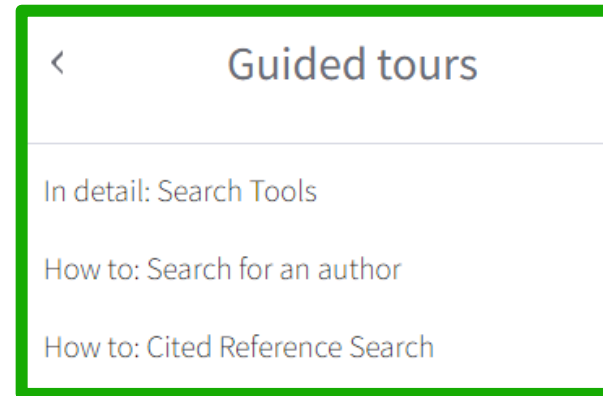 Guided tours
In detail: Search Tools
How to: Search for an author
How to: Cited Reference Search